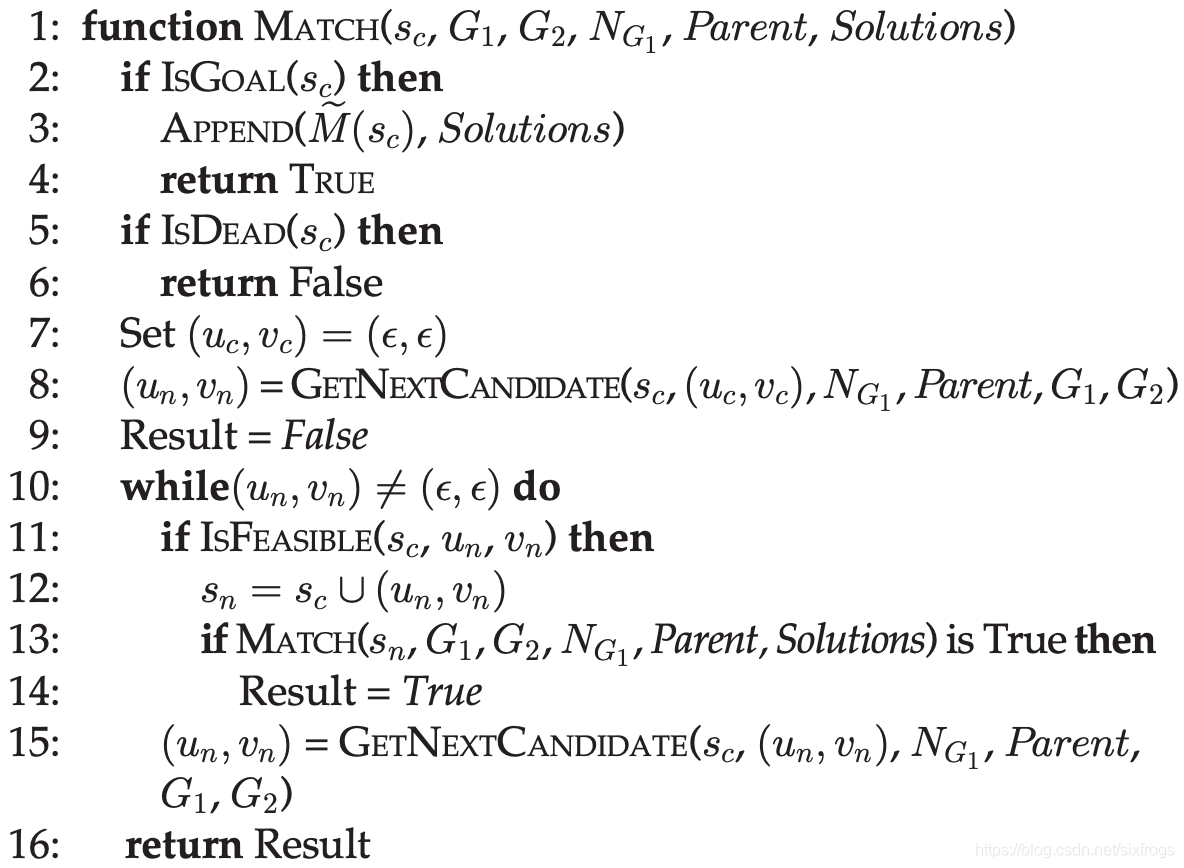 1: function MATCH(s_c, G_1, G_2, N_{G_1}, Parent, Solutions)
2: if ISGOAL(s_c) then
3: APPEND(M̃(s_c), Solutions)
4: return TRUE
5: if ISDEAD(s_c) then
6: return False
7: Set (u_c, v_c) = (ϵ, ϵ)
8: (u_n, v_n) = GETNEXTCANDIDATE(s_c, (u_c, v_c), N_{G_1}, Parent, G_1, G_2)
9: Result = False
10: while(u_n, v_n) ≠ (ϵ, ϵ) do
11: if ISFEASIBLE(s_c, u_n, v_n) then
12: s_n = s_c ∪ (u_n, v_n)
13: if MATCH(s_n, G_1, G_2, N_{G_1}, Parent, Solutions) is True then
14: Result = True
15: (u_n, v_n) = GETNEXTCANDIDATE(s_c, (u_n, v_n), N_{G_1}, Parent,
G_1, G_2)
16: return Result
https://blog.csdn.net/sixfrogs